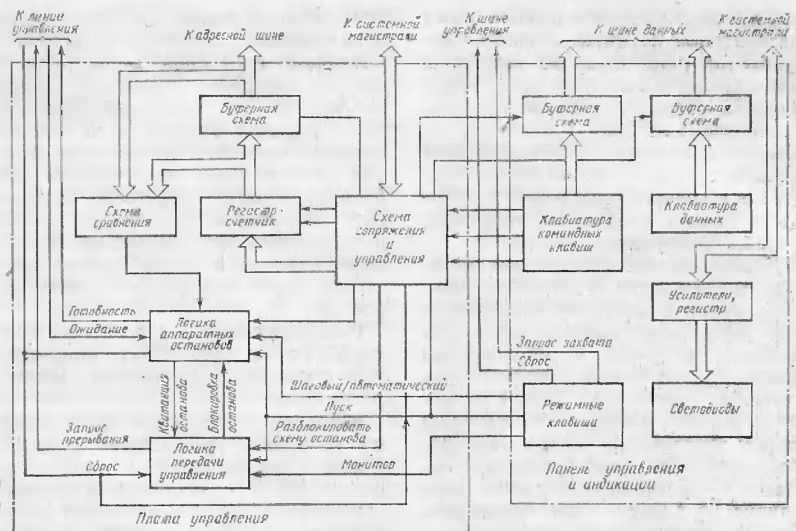 К линии
управления
К адресной шине
К системной
магистрали
К шине
управления
К шине данных
К системной
магистрали
Буферная
схема
Буферная
схема
Буферная
схема
Схема
сравнения
Регистр-
счетчик
Схема
сопряжения
и
управления
Клавиатура
командных
клавиш
Клавиатура
данных
Усилители,
регистр
Готовность
Ожидание
Логика
аппаратных
остановов
Запрос захвата
Сброс
Шаговый/автоматический
Пуск
Квитанция
останова
Блокировка
останова
Режимные
клавиши
Светодиоды
Запрос
прерывания
Разблокировать
схему останова
Логика
передачи
управления
Сброс
Монитор
Панель управления
и индикации
Плата управления